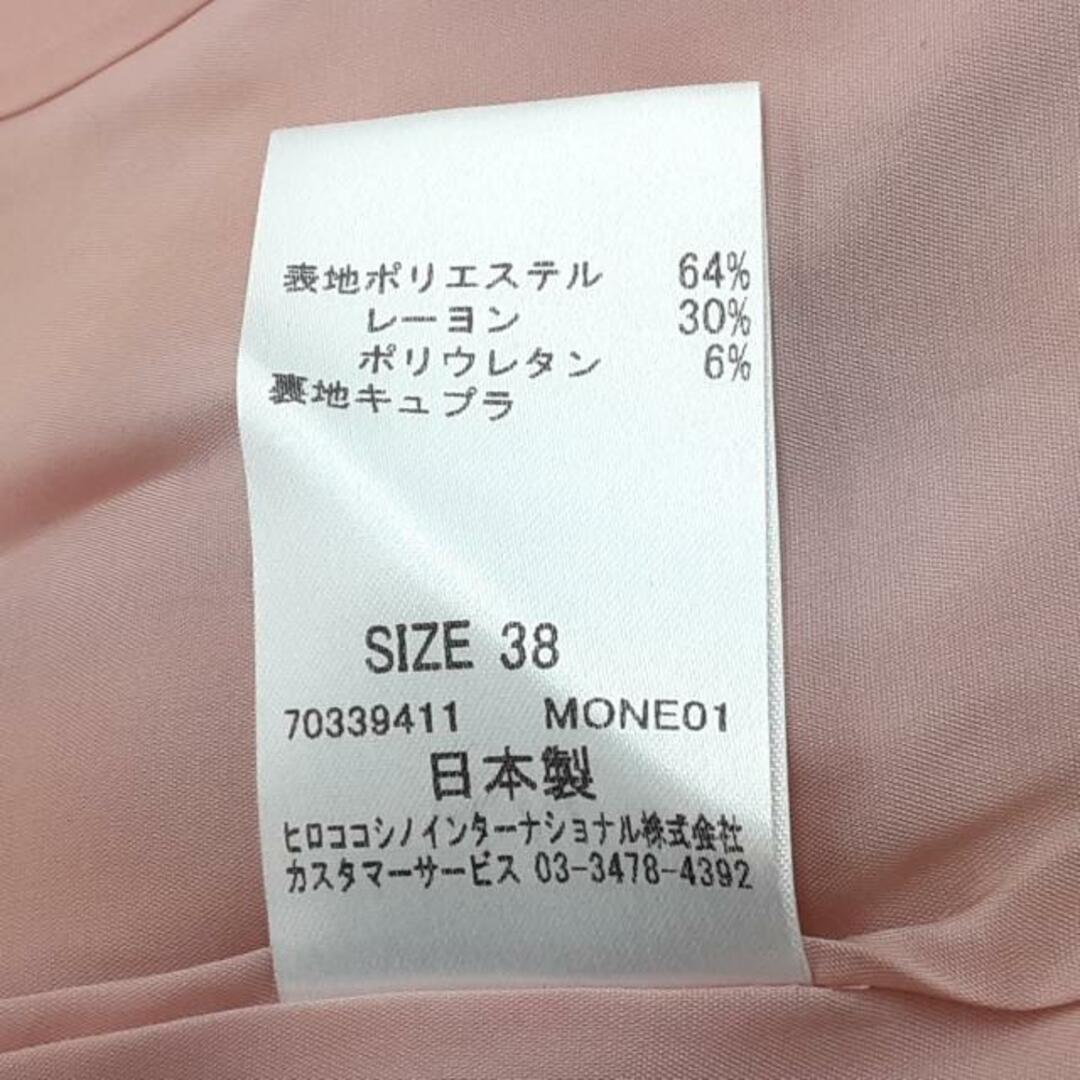 表地ポリエステル 64%
レーヨン 30%
ポリウレタン 6%
裏地キュプラ
SIZE 38
70339411 MONE01
日本製
ヒロココシノインターナショナル株式会社
カスタマーサービス 03-3478-4392